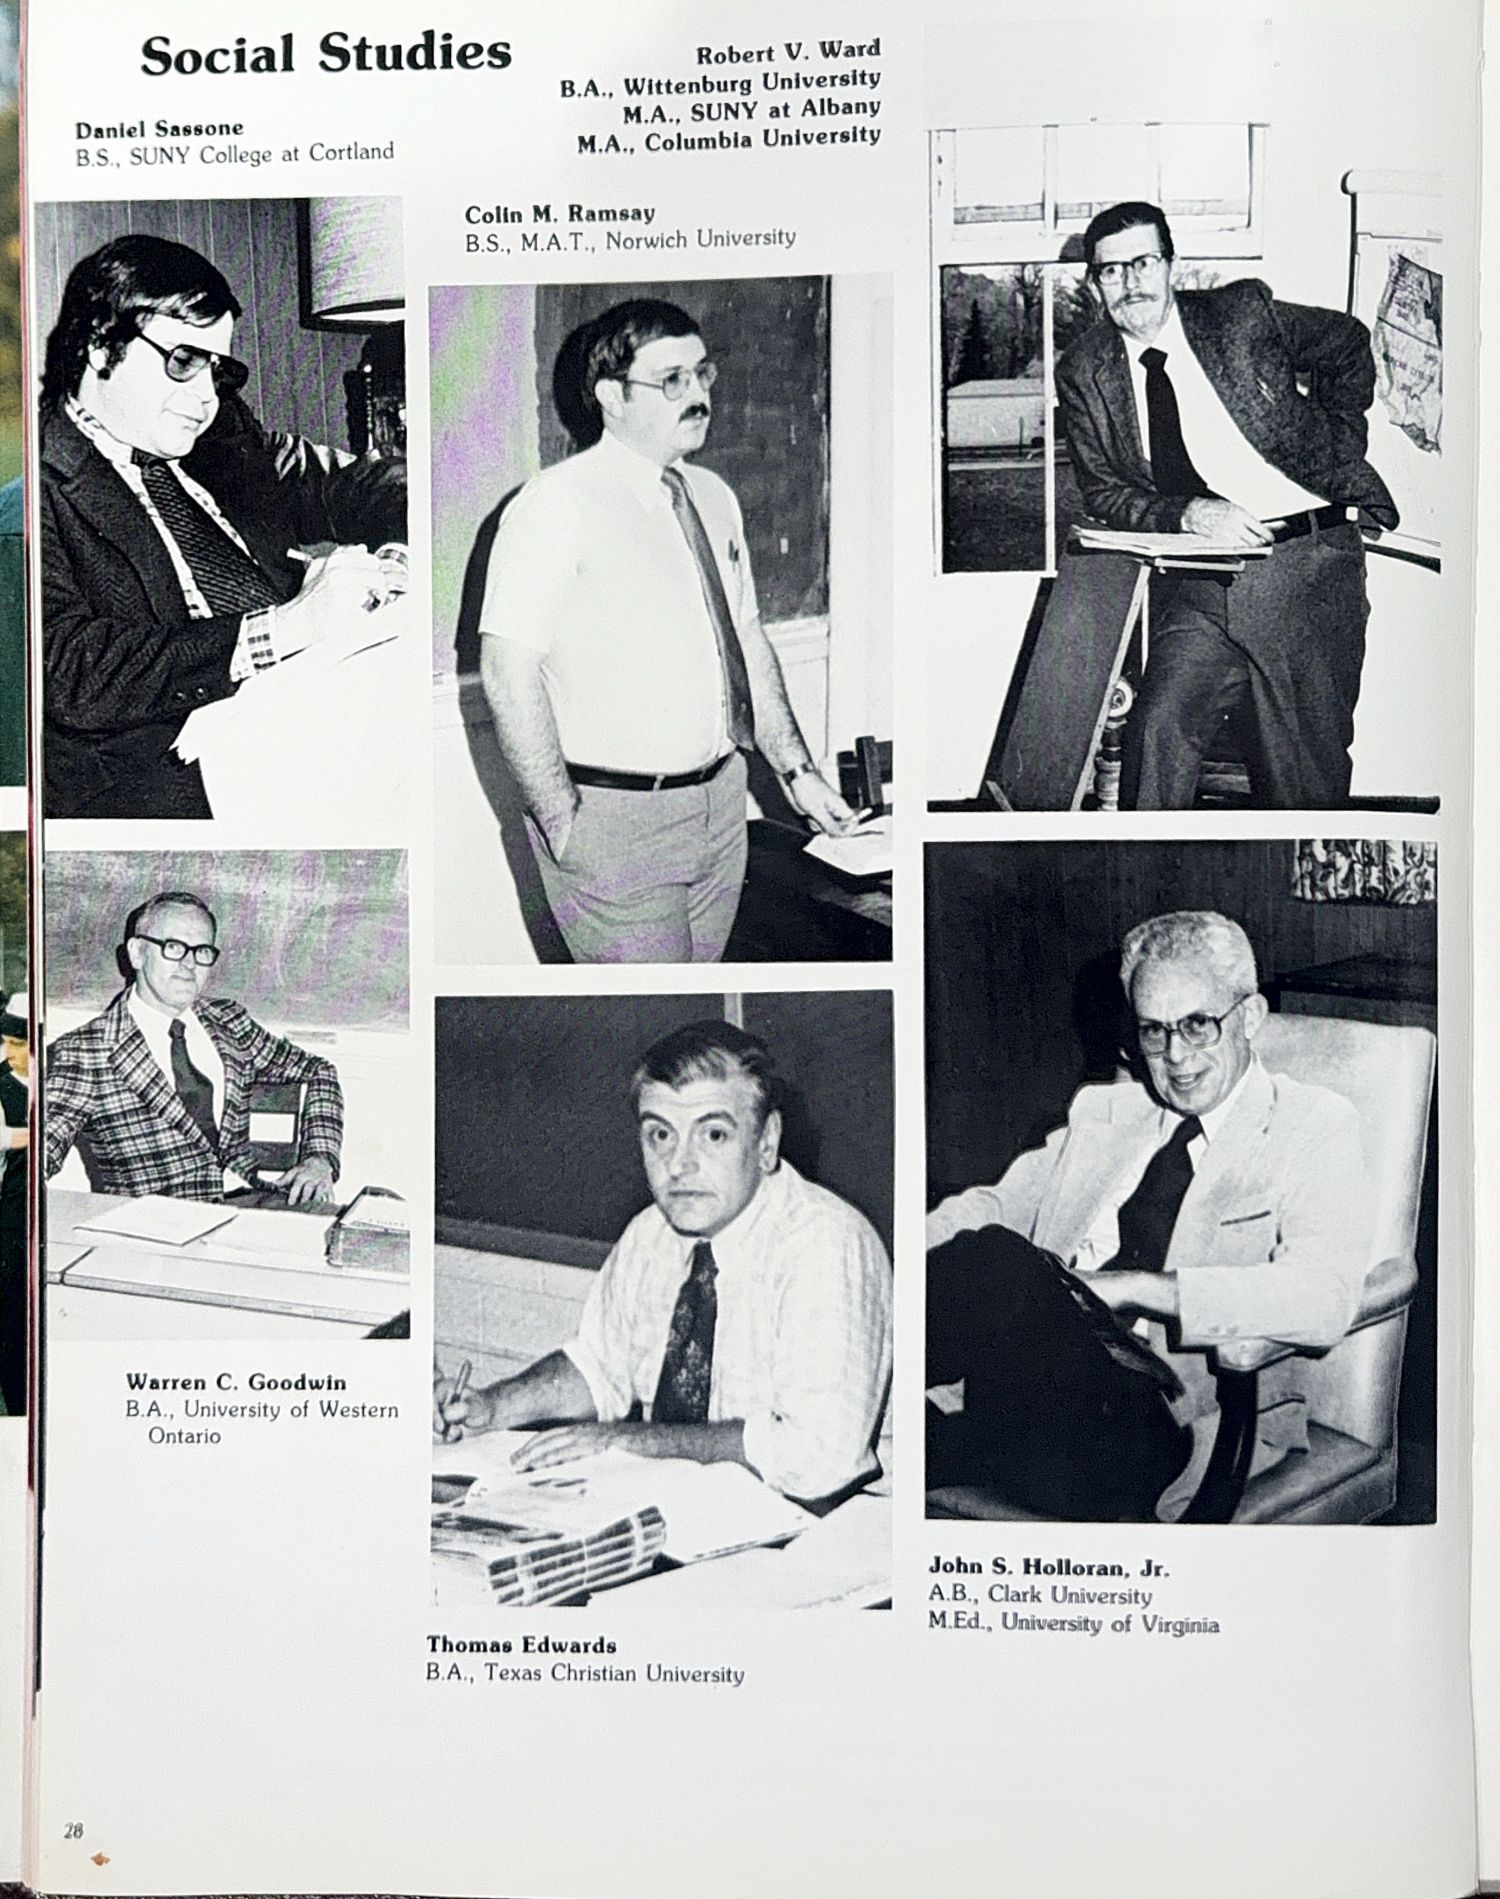 Social Studies
Robert V. Ward
B.A., Wittenburg University
M.A., SUNY at Albany
M.A., Columbia University
Daniel Sassone
B.S., SUNY College at Cortland
Colin M. Ramsay
B.S., M.A.T., Norwich University
Warren C. Goodwin
B.A., University of Western
Ontario
John S. Holloran, Jr.
A.B., Clark University
M.Ed., University of Virginia
Thomas Edwards
B.A., Texas Christian University
28